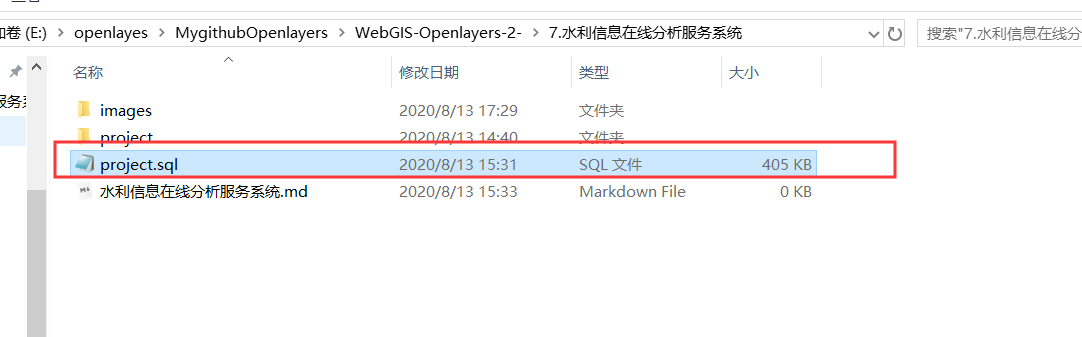 卷 (E:) > openlayes > MygithubOpenlayers > WebGIS-Openlayers-2- > 7.水利信息在线分析服务系统 搜索"7.水利信息在线分
名称 修改日期 类型 大小
images 2020/8/13 17:29 文件夹
project 2020/8/13 14:40 文件夹
project.sql 2020/8/13 15:31 SQL 文件 405 KB
水利信息在线分析服务系统.md 2020/8/13 15:33 Markdown File 0 KB